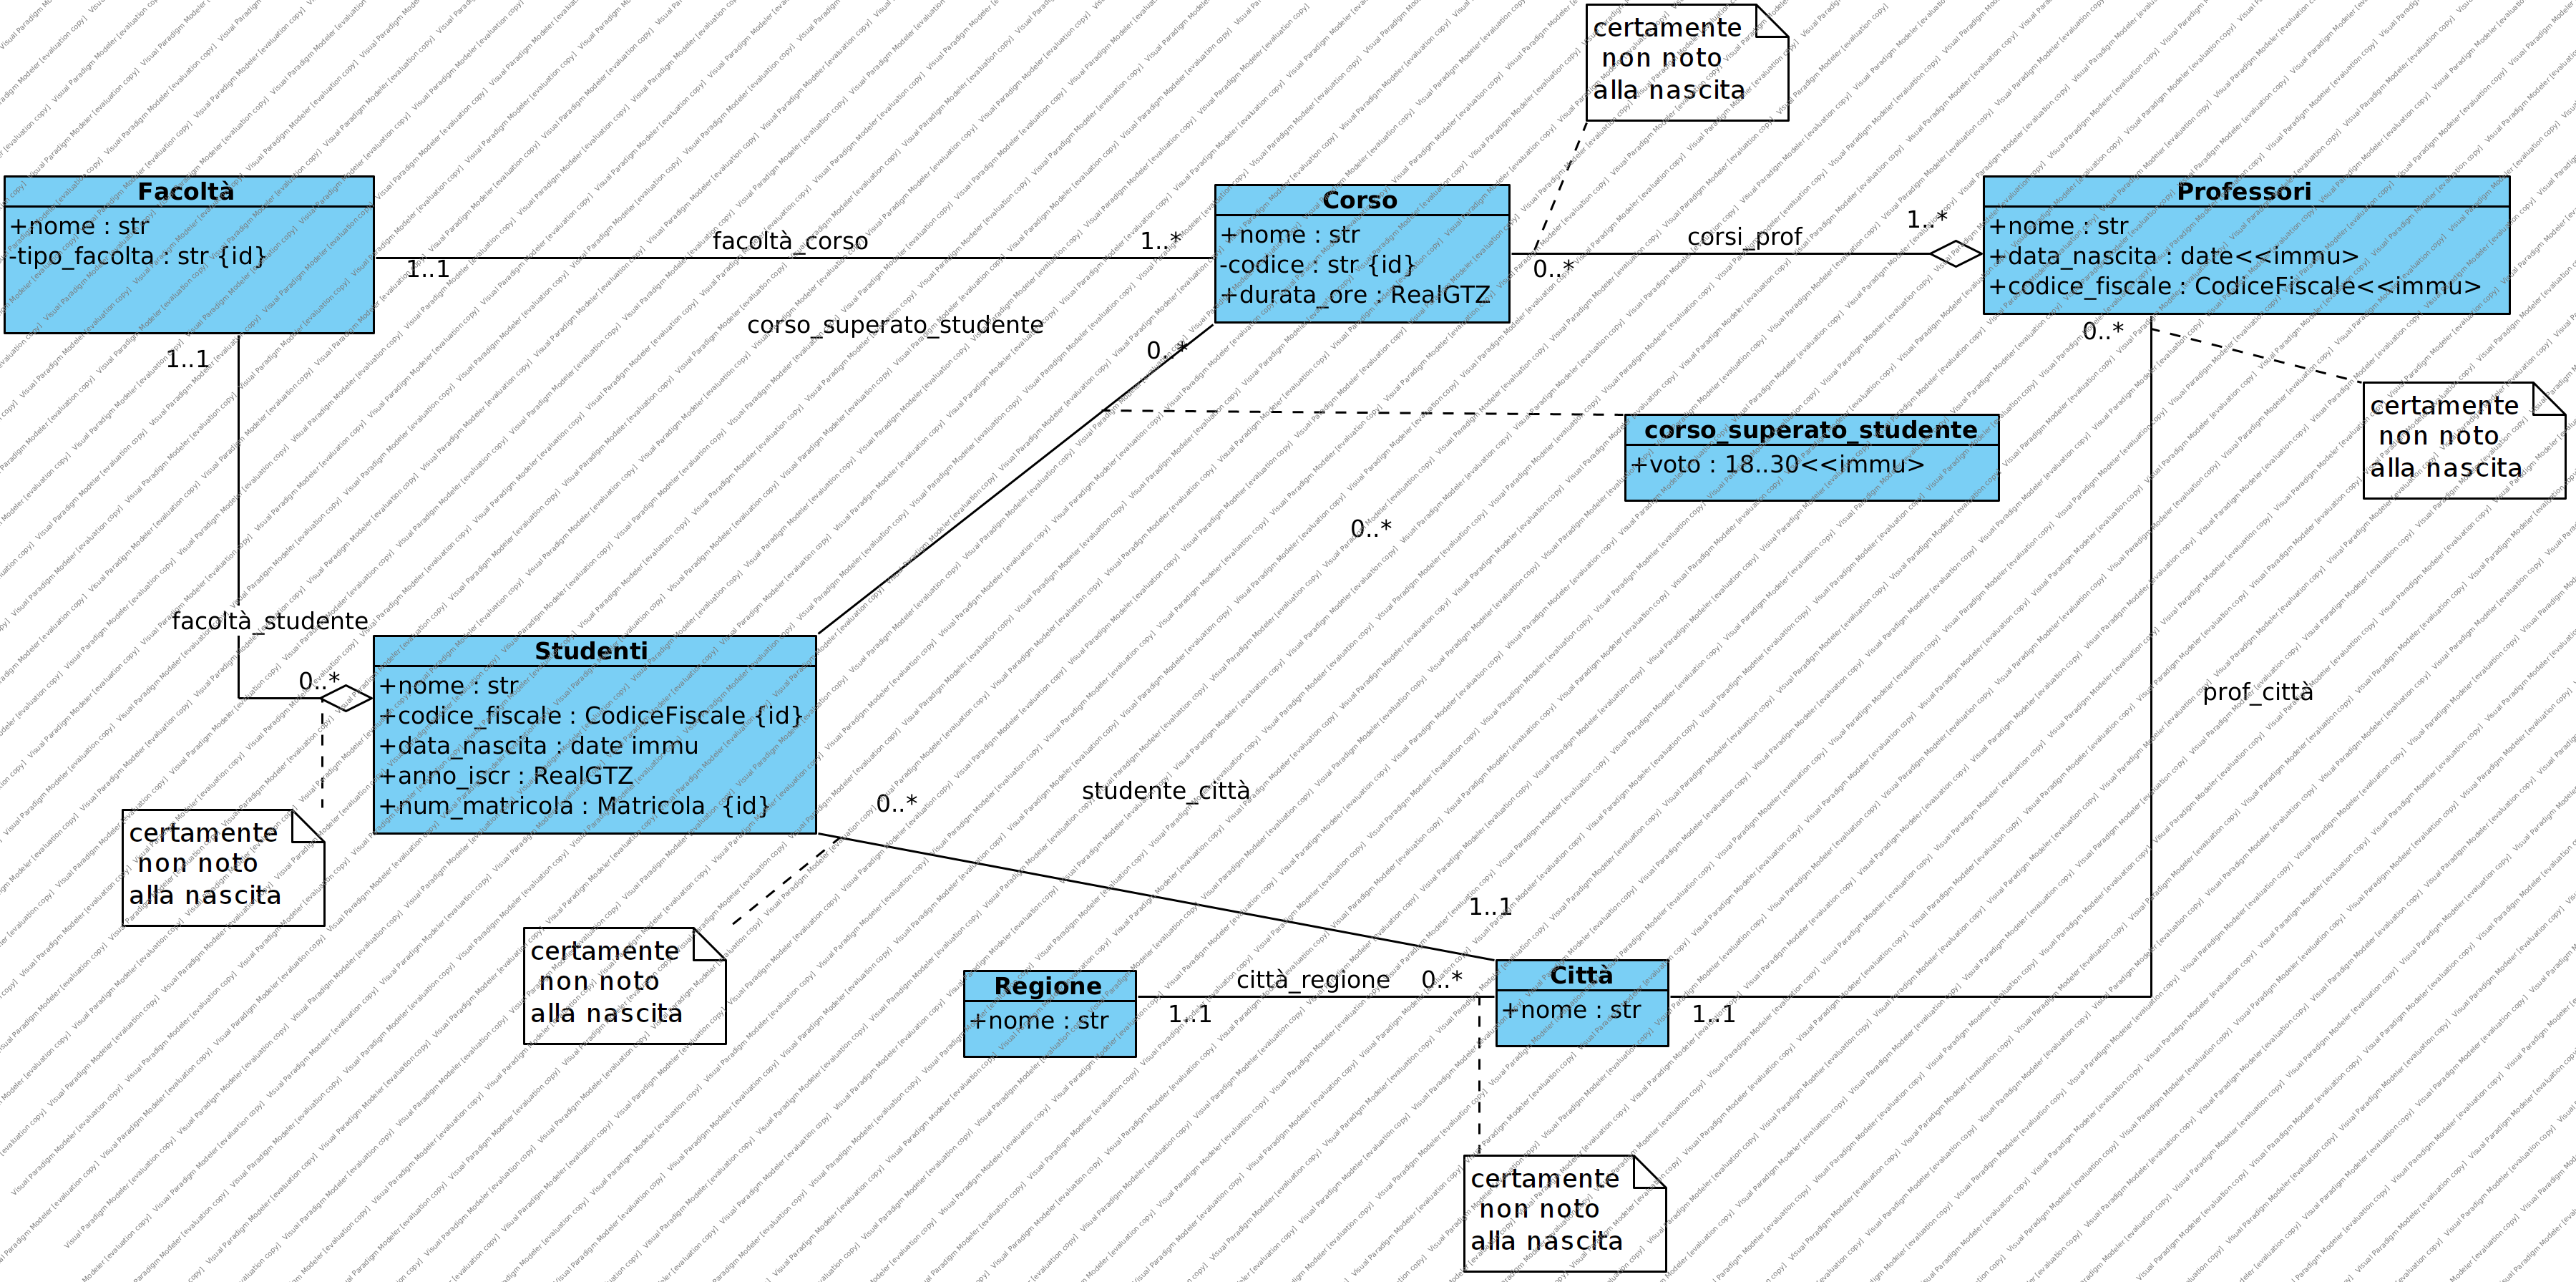 certamente
non noto
alla nascita
Facoltà
+nome : str
-tipo_facolta : str {id}
facoltà_corso
1..1
1..*
Corso
+nome : str
-codice : str {id}
+durata_ore : RealGTZ
corsi_prof
0..*
1..*
Professori
+nome : str
+data_nascita : date<<immu>
+codice_fiscale : CodiceFiscale<<immu>
corso_superato_studente
0..*
1..1
0..*
certamente
non noto
alla nascita
corso_superato_studente
+voto : 18..30<<immu>
0..*
facoltà_studente
0..*
Studenti
+nome : str
+codice_fiscale : CodiceFiscale {id}
+data_nascita : date immu
+anno_iscr : RealGTZ
+num_matricola : Matricola {id}
prof_città
studente_città
0..*
1..1
certamente
non noto
alla nascita
certamente
non noto
alla nascita
Regione
+nome : str
città_regione
0..*
1..1
Città
+nome : str
1..1
certamente
non noto
alla nascita
Visual Paradigm Modeler [evaluation copy]